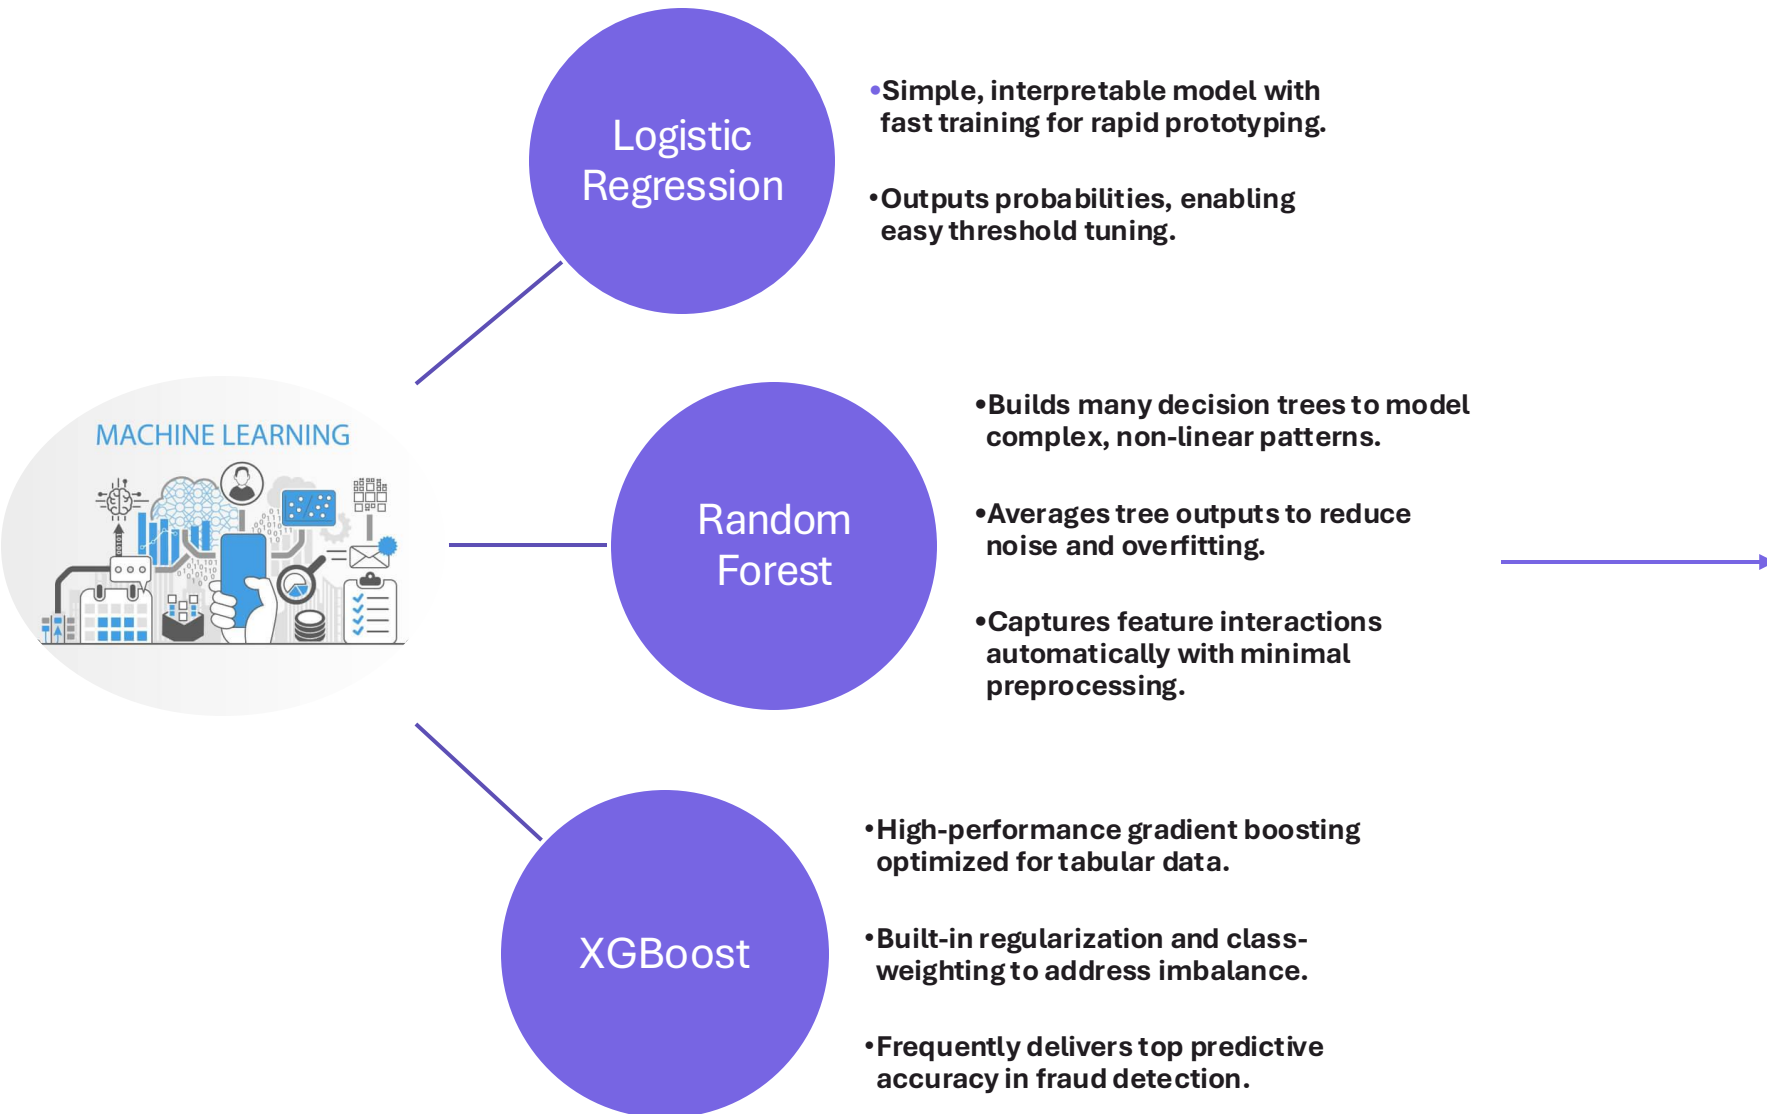 Logistic
Regression
•Simple, interpretable model with
fast training for rapid prototyping.
•Outputs probabilities, enabling
easy threshold tuning.
MACHINE LEARNING
Random
Forest
•Builds many decision trees to model
complex, non-linear patterns.
•Averages tree outputs to reduce
noise and overfitting.
•Captures feature interactions
automatically with minimal
preprocessing.
XGBoost
•High-performance gradient boosting
optimized for tabular data.
•Built-in regularization and class-
weighting to address imbalance.
•Frequently delivers top predictive
accuracy in fraud detection.